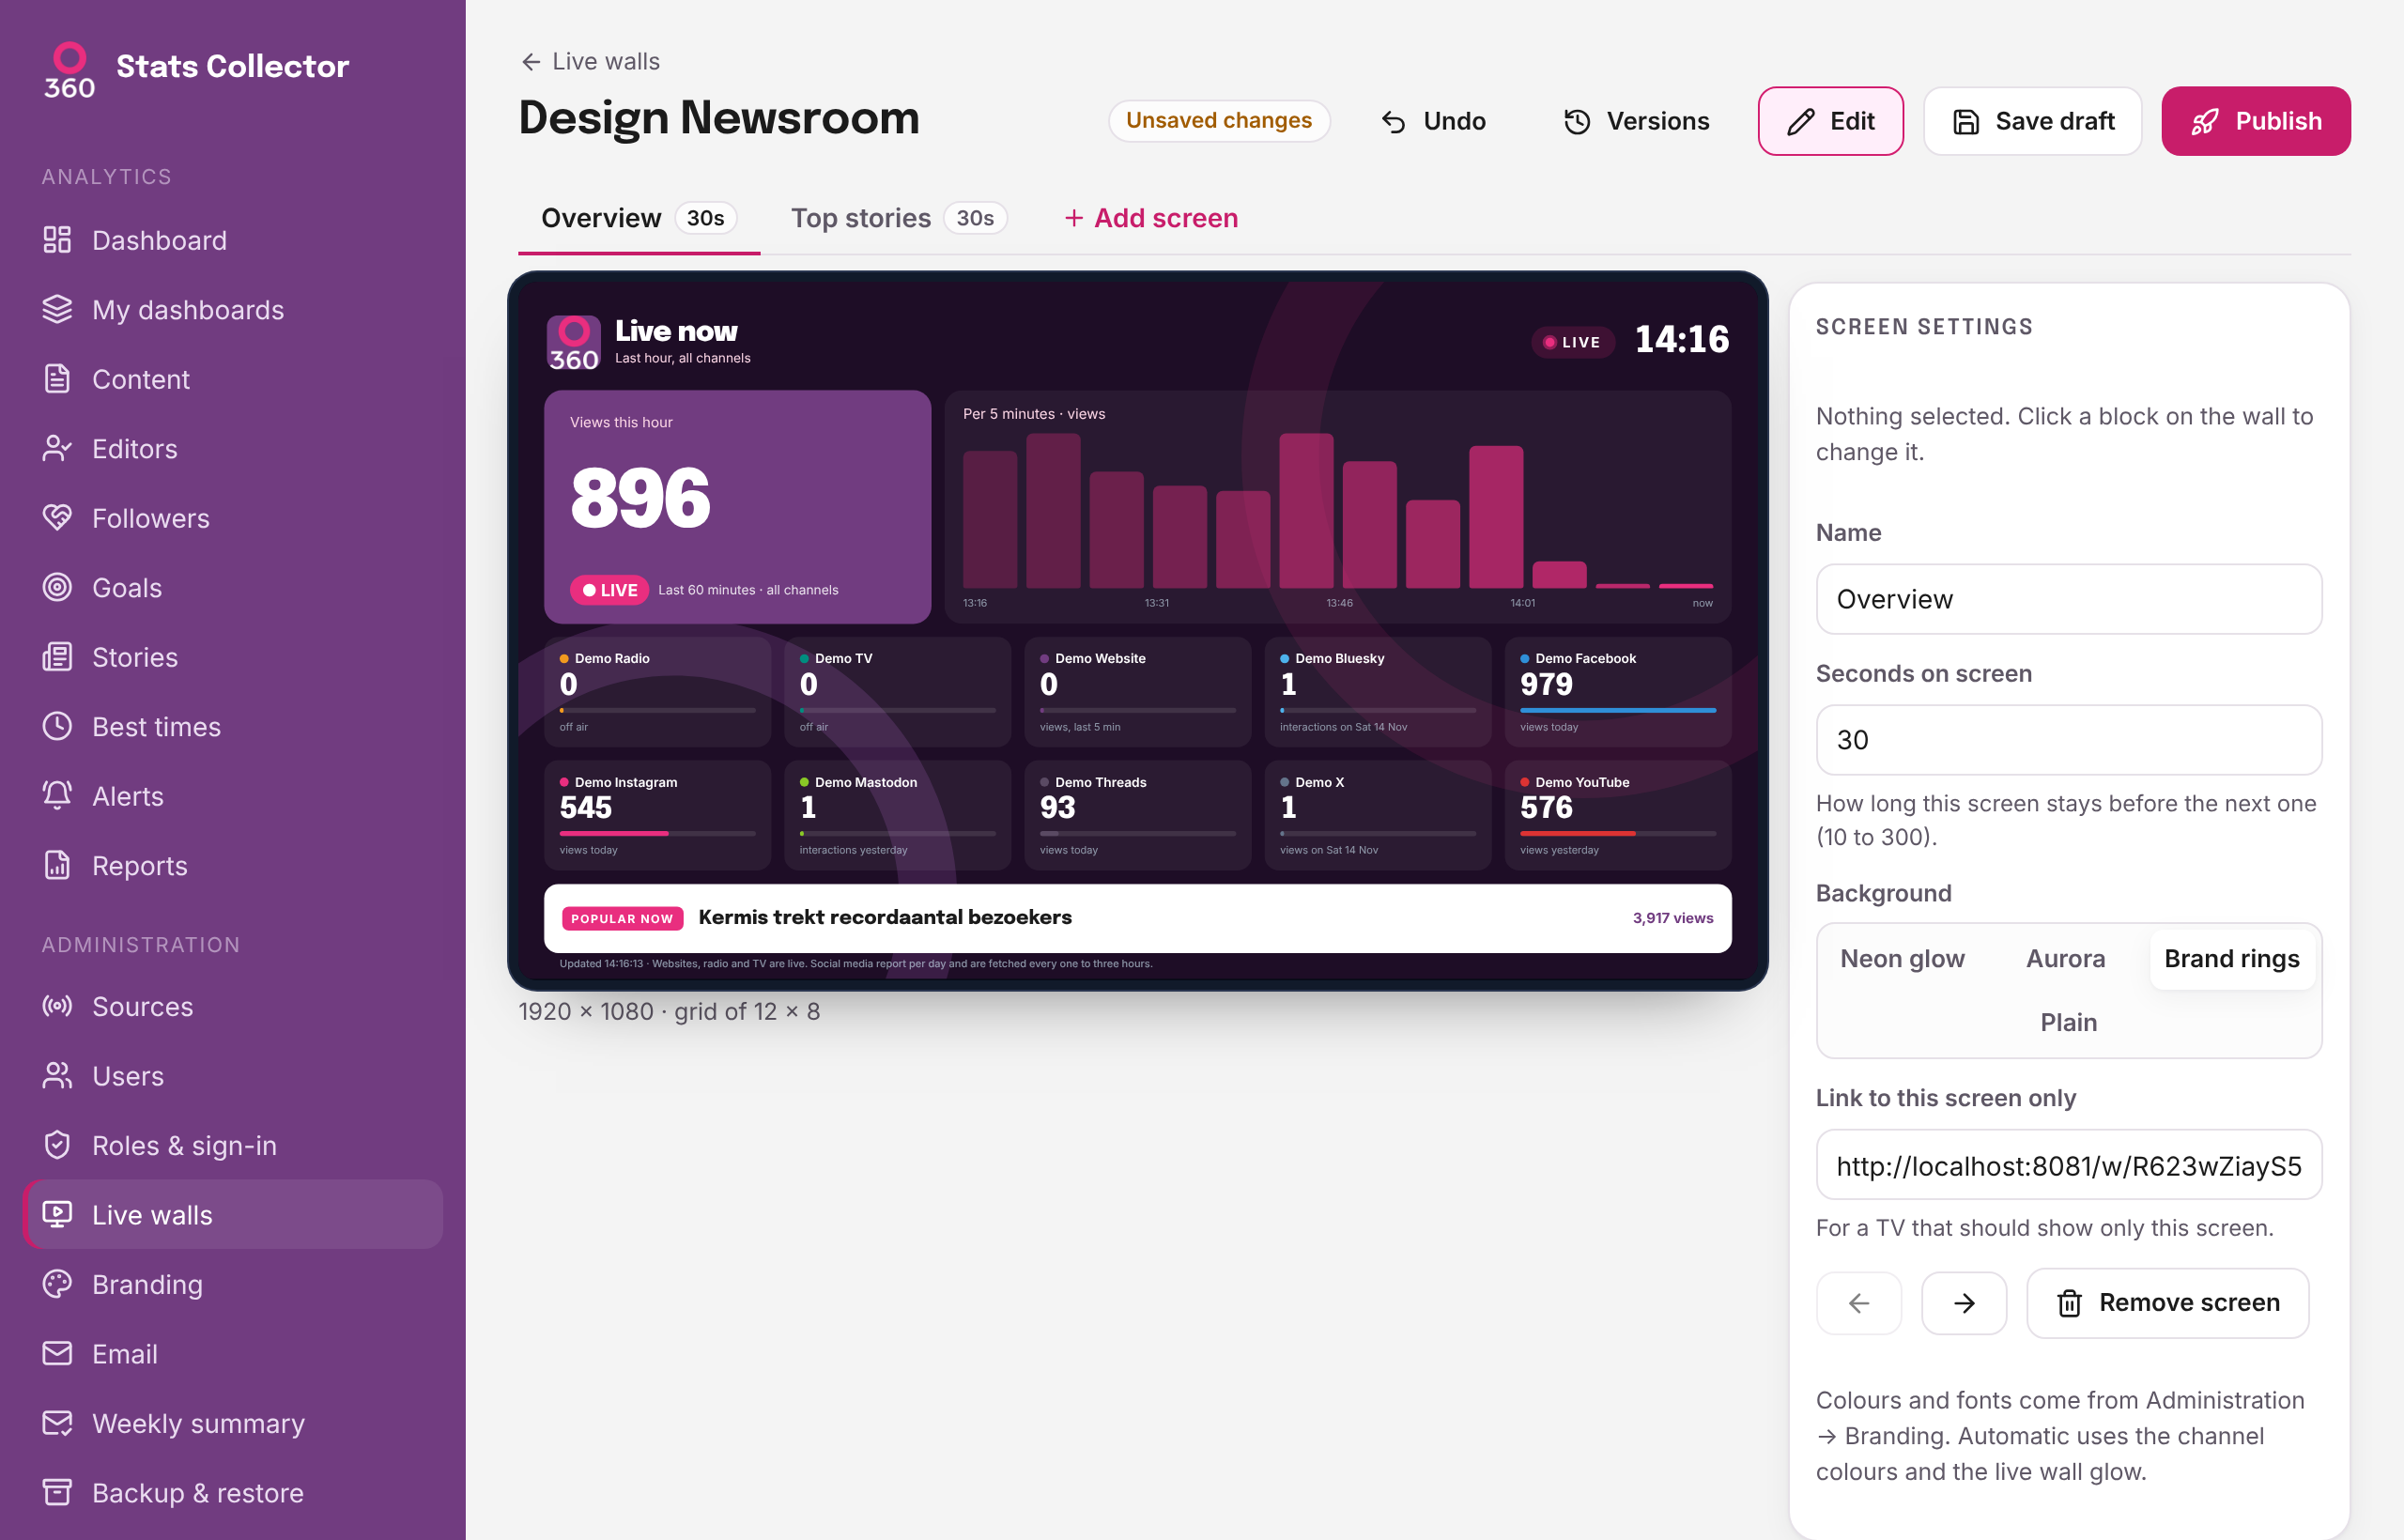 360
Stats Collector
ANALYTICS
Dashboard
My dashboards
Content
Editors
Followers
Goals
Stories
Best times
Alerts
Reports
ADMINISTRATION
Sources
Users
Roles & sign-in
Live walls
Branding
Email
Weekly summary
Backup & restore
← Live walls
Design Newsroom
Unsaved changes
Undo
Versions
Edit
Save draft
Publish
Overview 30s
Top stories 30s
+ Add screen
360
Live now
Last hour, all channels
LIVE
14:16
Views this hour
896
LIVE Last 60 minutes · all channels
Per 5 minutes · views
13:16 13:31 13:46 14:01 now
Demo Radio
0
off air
Demo TV
0
off air
Demo Website
0
views, last 5 min
Demo Bluesky
1
interactions on Sat 14 Nov
Demo Facebook
979
views today
Demo Instagram
545
views today
Demo Mastodon
1
interactions yesterday
Demo Threads
93
views today
Demo X
1
views on Sat 14 Nov
Demo YouTube
576
views yesterday
POPULAR NOW Kermis trekt recordaantal bezoekers 3,917 views
Updated 14:16:13 · Websites, radio and TV are live. Social media report per day and are fetched every one to three hours.
1920 × 1080 · grid of 12 × 8
SCREEN SETTINGS
Nothing selected. Click a block on the wall to
change it.
Name
Overview
Seconds on screen
30
How long this screen stays before the next one
(10 to 300).
Background
Neon glow Aurora Brand rings
Plain
Link to this screen only
http://localhost:8081/w/R623wZiayS5
For a TV that should show only this screen.
← → Remove screen
Colours and fonts come from Administration
→ Branding. Automatic uses the channel
colours and the live wall glow.